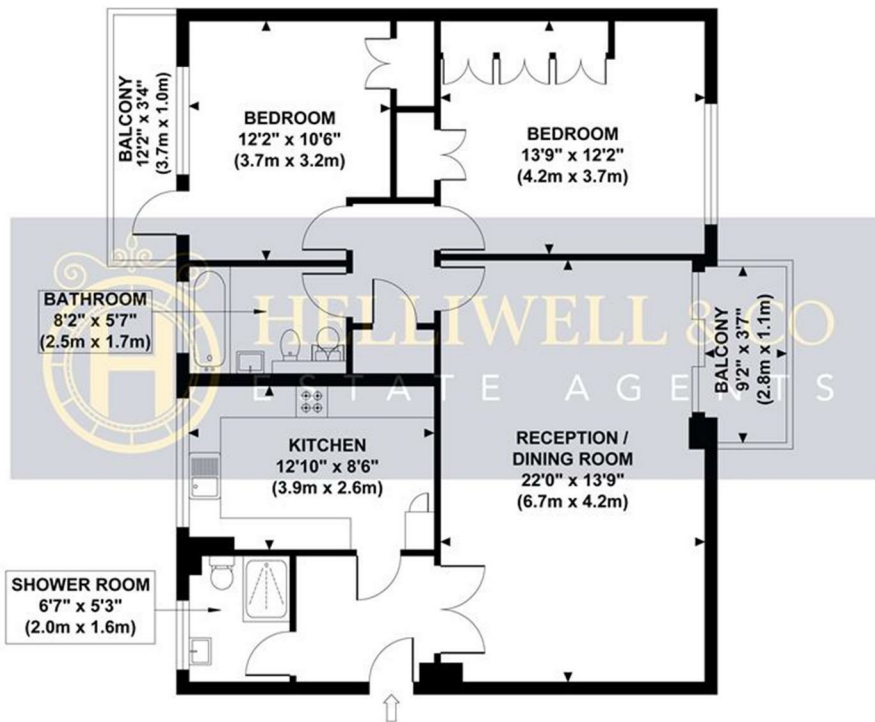 BALCONY
12'2" x 3'4"
(3.7m x 1.0m)
BEDROOM
12'2" x 10'6"
(3.7m x 3.2m)
BEDROOM
13'9" x 12'2"
(4.2m x 3.7m)
BATHROOM
8'2" x 5'7"
(2.5m x 1.7m)
H
HELLIWELL & CO
ESTATE AGENTS
BALCONY
9'2" x 3'7"
(2.8m x 1.1m)
KITCHEN
12'10" x 8'6"
(3.9m x 2.6m)
RECEPTION /
DINING ROOM
22'0" x 13'9"
(6.7m x 4.2m)
SHOWER ROOM
6'7" x 5'3"
(2.0m x 1.6m)